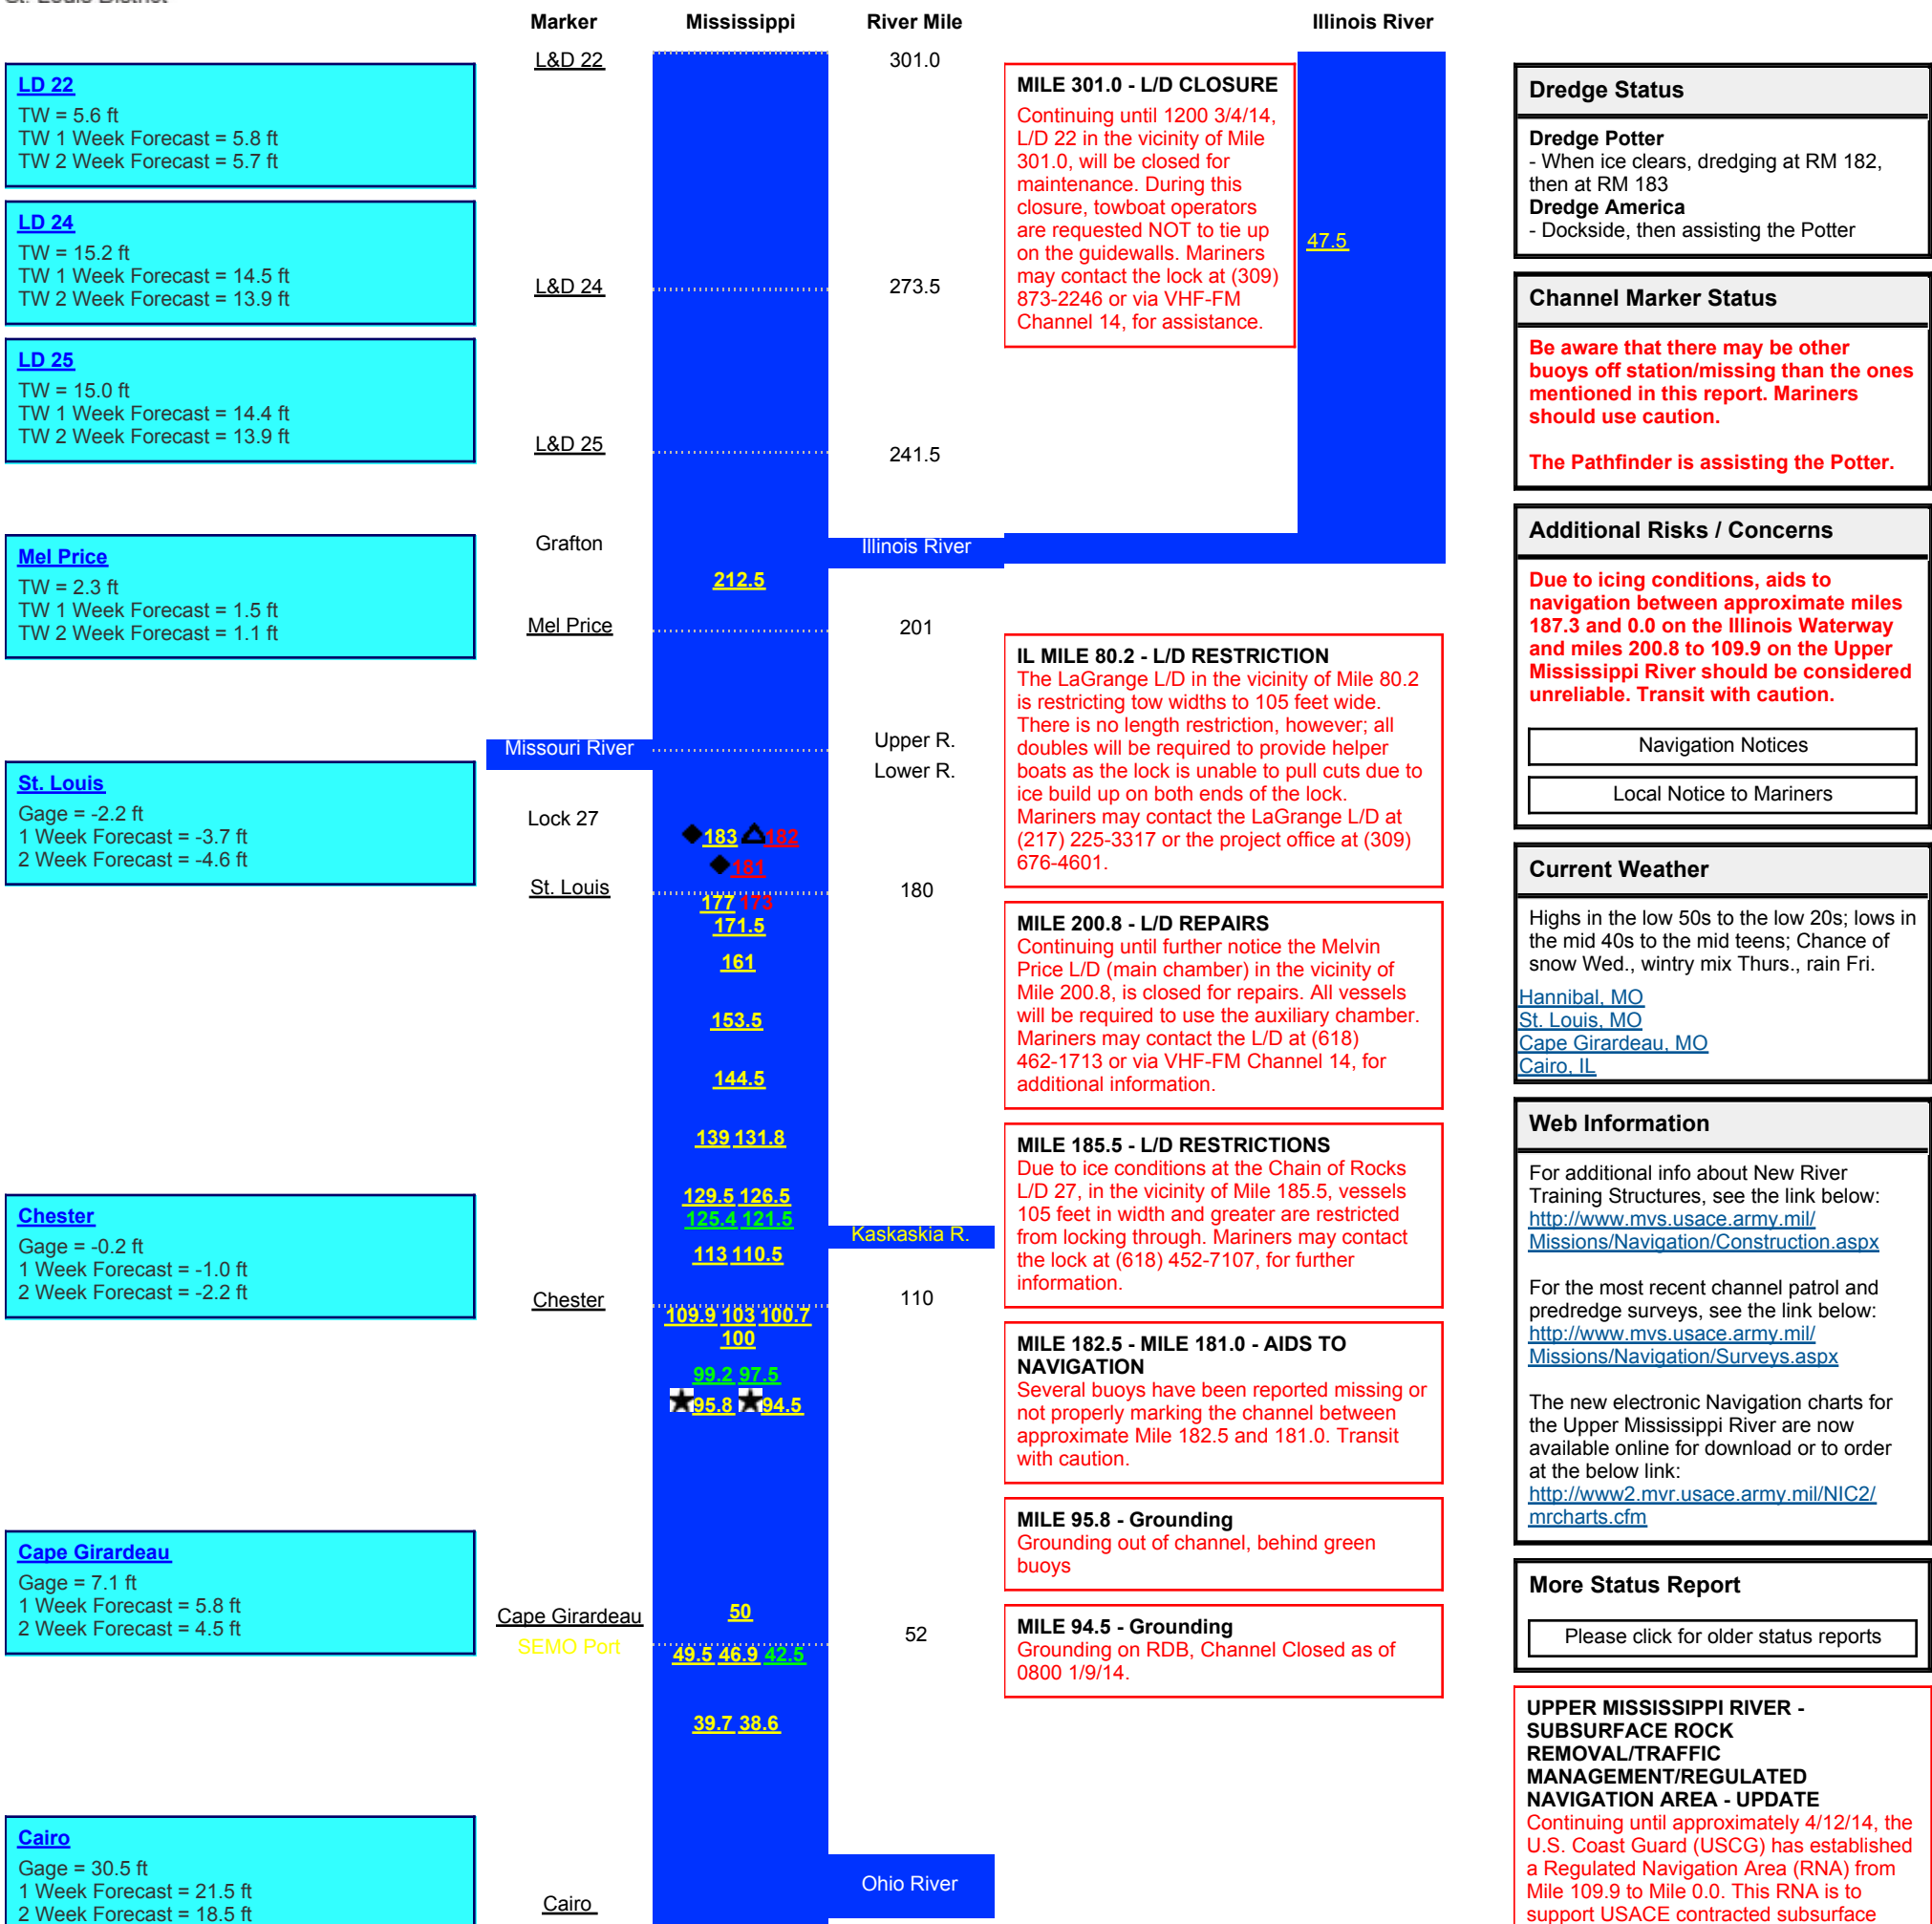 St. Louis District
Marker Mississippi River Mile Illinois River
L&D 22 301.0
LD 22
TW = 5.6 ft
TW 1 Week Forecast = 5.8 ft
TW 2 Week Forecast = 5.7 ft
LD 24
TW = 15.2 ft
TW 1 Week Forecast = 14.5 ft
TW 2 Week Forecast = 13.9 ft
L&D 24 273.5
LD 25
TW = 15.0 ft
TW 1 Week Forecast = 14.4 ft
TW 2 Week Forecast = 13.9 ft
L&D 25 241.5
Grafton Illinois River
Mel Price
TW = 2.3 ft
TW 1 Week Forecast = 1.5 ft
TW 2 Week Forecast = 1.1 ft
212.5
Mel Price 201
Missouri River Upper R.
Lower R.
St. Louis
Gage = -2.2 ft
1 Week Forecast = -3.7 ft
2 Week Forecast = -4.6 ft
Lock 27
183 182
181
St. Louis 180
177 173
171.5
161
153.5
144.5
139 131.8
129.5 126.5
125.4 121.5
Kaskaskia R.
113 110.5
Chester
Gage = -0.2 ft
1 Week Forecast = -1.0 ft
2 Week Forecast = -2.2 ft
Chester 110
109.9 103 100.7
100
99.2 97.5
95.8 94.5
Cape Girardeau
Gage = 7.1 ft
1 Week Forecast = 5.8 ft
2 Week Forecast = 4.5 ft
50
Cape Girardeau 52
SEMO Port
49.5 46.9 42.5
39.7 38.6
Cairo
Gage = 30.5 ft
1 Week Forecast = 21.5 ft
2 Week Forecast = 18.5 ft
Ohio River
Cairo
MILE 301.0 - L/D CLOSURE
Continuing until 1200 3/4/14,
L/D 22 in the vicinity of Mile
301.0, will be closed for
maintenance. During this
closure, towboat operators
are requested NOT to tie up
on the guidewalls. Mariners
may contact the lock at (309)
873-2246 or via VHF-FM
Channel 14, for assistance.
47.5
IL MILE 80.2 - L/D RESTRICTION
The LaGrange L/D in the vicinity of Mile 80.2
is restricting tow widths to 105 feet wide.
There is no length restriction, however; all
doubles will be required to provide helper
boats as the lock is unable to pull cuts due to
ice build up on both ends of the lock.
Mariners may contact the LaGrange L/D at
(217) 225-3317 or the project office at (309)
676-4601.
MILE 200.8 - L/D REPAIRS
Continuing until further notice the Melvin
Price L/D (main chamber) in the vicinity of
Mile 200.8, is closed for repairs. All vessels
will be required to use the auxiliary chamber.
Mariners may contact the L/D at (618)
462-1713 or via VHF-FM Channel 14, for
additional information.
MILE 185.5 - L/D RESTRICTIONS
Due to ice conditions at the Chain of Rocks
L/D 27, in the vicinity of Mile 185.5, vessels
105 feet in width and greater are restricted
from locking through. Mariners may contact
the lock at (618) 452-7107, for further
information.
MILE 182.5 - MILE 181.0 - AIDS TO
NAVIGATION
Several buoys have been reported missing or
not properly marking the channel between
approximate Mile 182.5 and 181.0. Transit
with caution.
MILE 95.8 - Grounding
Grounding out of channel, behind green
buoys
MILE 94.5 - Grounding
Grounding on RDB, Channel Closed as of
0800 1/9/14.
Dredge Status
Dredge Potter
- When ice clears, dredging at RM 182,
then at RM 183
Dredge America
- Dockside, then assisting the Potter
Channel Marker Status
Be aware that there may be other
buoys off station/missing than the ones
mentioned in this report. Mariners
should use caution.
The Pathfinder is assisting the Potter.
Additional Risks / Concerns
Due to icing conditions, aids to
navigation between approximate miles
187.3 and 0.0 on the Illinois Waterway
and miles 200.8 to 109.9 on the Upper
Mississippi River should be considered
unreliable. Transit with caution.
Navigation Notices
Local Notice to Mariners
Current Weather
Highs in the low 50s to the low 20s; lows in
the mid 40s to the mid teens; Chance of
snow Wed., wintry mix Thurs., rain Fri.
Hannibal, MO
St. Louis, MO
Cape Girardeau, MO
Cairo, IL
Web Information
For additional info about New River
Training Structures, see the link below:
http://www.mvs.usace.army.mil/
Missions/Navigation/Construction.aspx
For the most recent channel patrol and
predredge surveys, see the link below:
http://www.mvs.usace.army.mil/
Missions/Navigation/Surveys.aspx
The new electronic Navigation charts for
the Upper Mississippi River are now
available online for download or to order
at the below link:
http://www2.mvr.usace.army.mil/NIC2/
mrcharts.cfm
More Status Report
Please click for older status reports
UPPER MISSISSIPPI RIVER -
SUBSURFACE ROCK
REMOVAL/TRAFFIC
MANAGEMENT/REGULATED
NAVIGATION AREA - UPDATE
Continuing until approximately 4/12/14, the
U.S. Coast Guard (USCG) has established
a Regulated Navigation Area (RNA) from
Mile 109.9 to Mile 0.0. This RNA is to
support USACE contracted subsurface